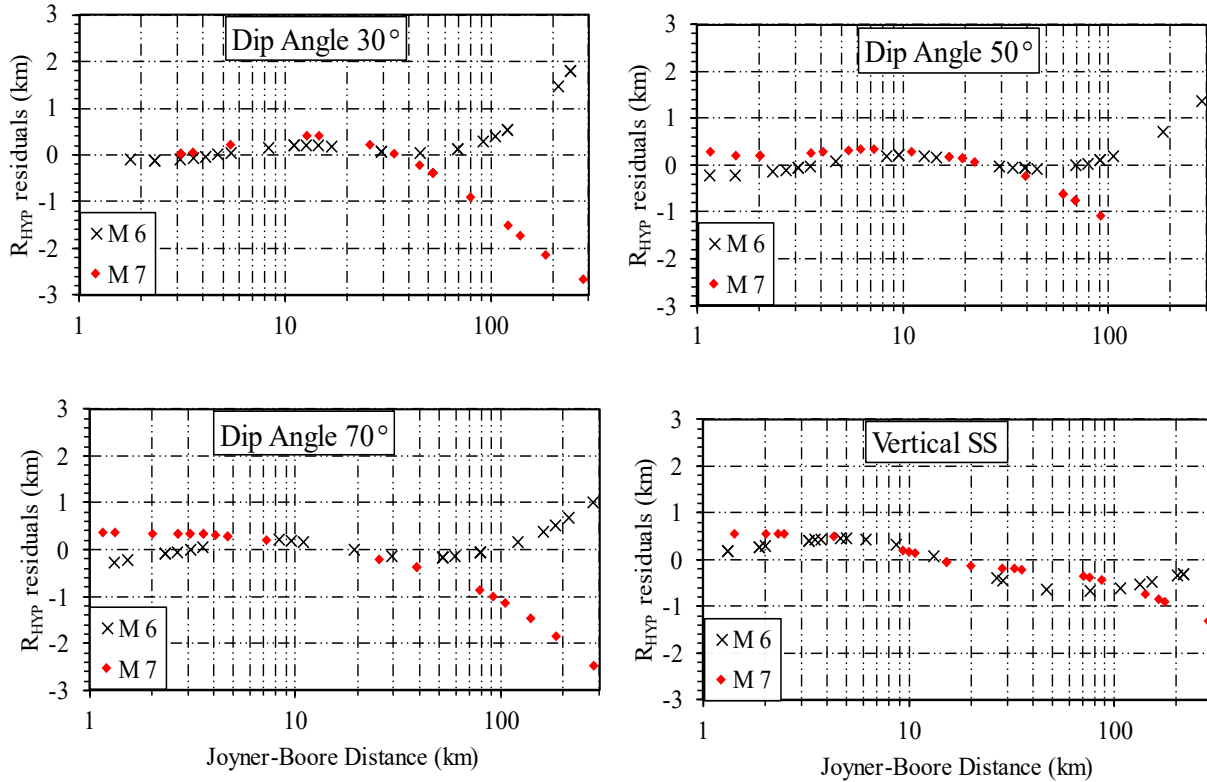 Dip Angle 30°
R_HYP residuals (km)
3
2
1
0
-1
-2
-3
M 6
M 7
1 10 100
Dip Angle 50°
R_HYP residuals (km)
3
2
1
0
-1
-2
-3
M 6
M 7
1 10 100
km
Dip Angle 70°
R_HYP residuals (km)
3
2
1
0
-1
-2
-3
M 6
M 7
1 10 100
Joyner-Boore Distance (km)
Vertical SS
R_HYP residuals (km)
3
2
1
0
-1
-2
-3
M 6
M 7
1 10 100
Joyner-Boore Distance (km)